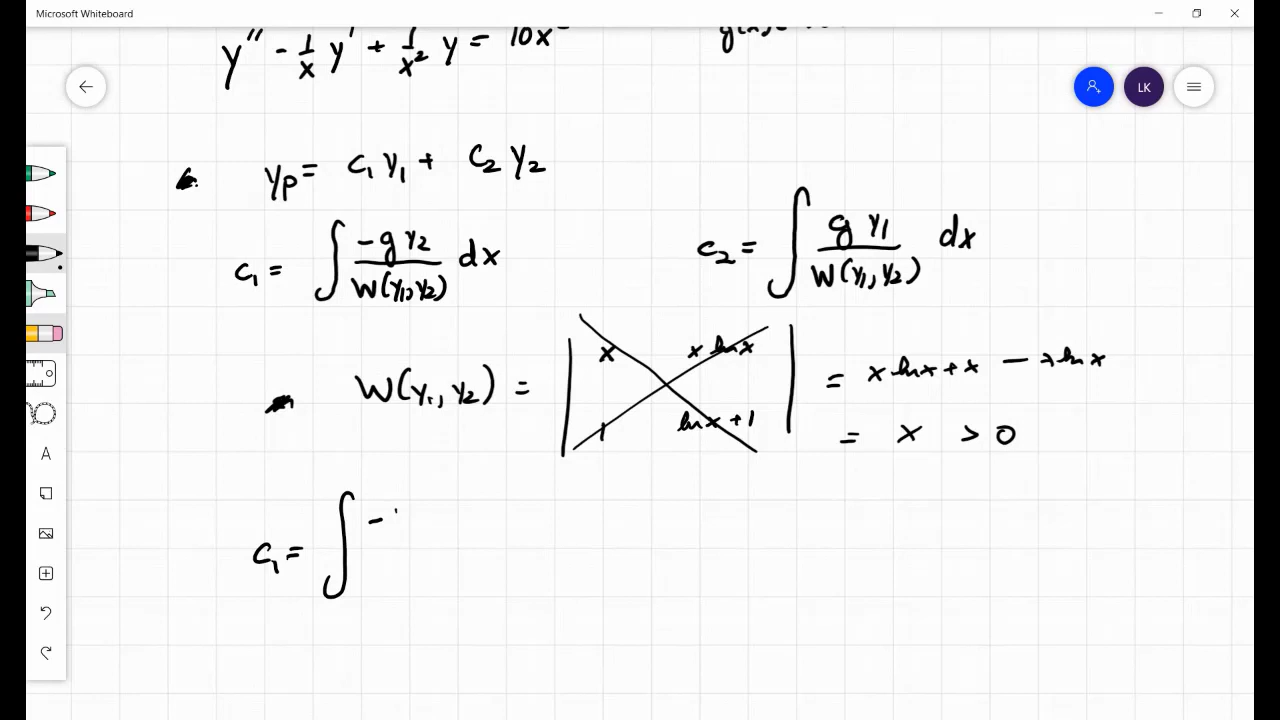 Microsoft Whiteboard
y'' - 1/x y' + 1/x² y = 10x
LK
yp = c₁ y₁ + c₂ y₂
c₁ = ∫ -g y₂ / W(y₁, y₂) dx
c₂ = ∫ g y₁ / W(y₁, y₂) dx
W(y₁, y₂) = | x x ln x | = x ln x + x - x ln x
| 1 ln x + 1 | = x > 0
c₁ = ∫ -
A